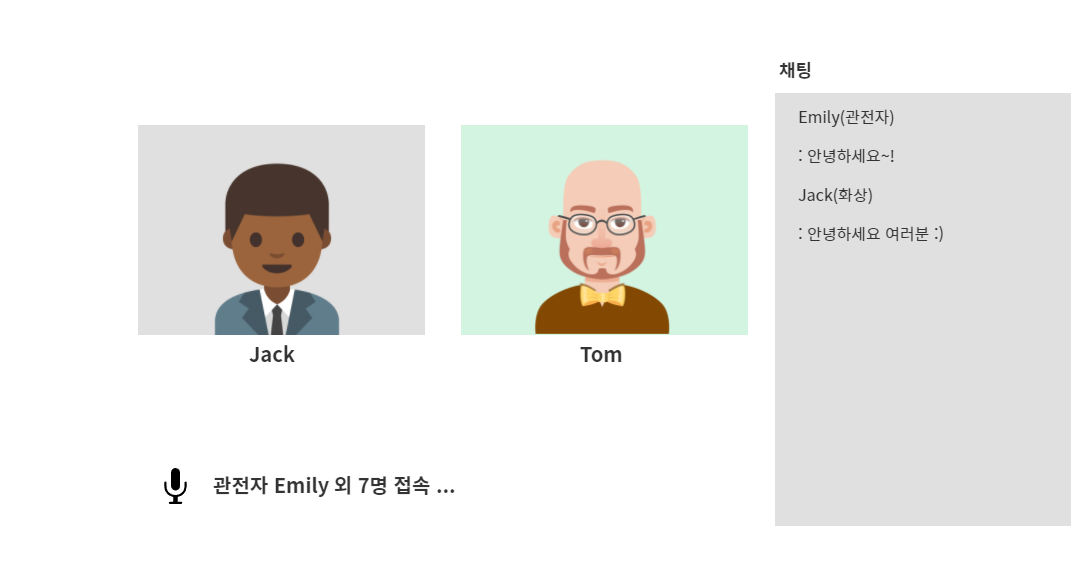 채팅
Emily(관전자)
: 안녕하세요~!
Jack(화상)
: 안녕하세요 여러분 :)
Jack
Tom
관전자 Emily 외 7명 접속 ...